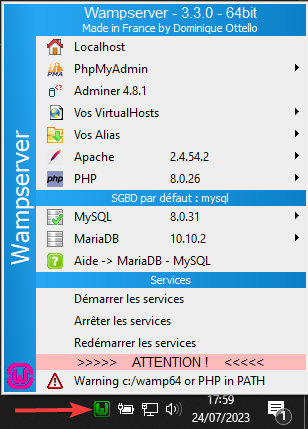 Wampserver - 3.3.0 - 64bit
Made in France by Dominique Ottello
Wampserver
Localhost
PhpMyAdmin
Adminer 4.8.1
Vos VirtualHosts
Vos Alias
Apache 2.4.54.2
PHP 8.0.26
SGBD par défaut : mysql
MySQL 8.0.31
MariaDB 10.10.2
Aide -> MariaDB - MySQL
Services
Démarrer les services
Arrêter les services
Redémarrer les services
>>>>> ATTENTION ! <<<<<
Warning c:/wamp64 or PHP in PATH
17:59
24/07/2023
1